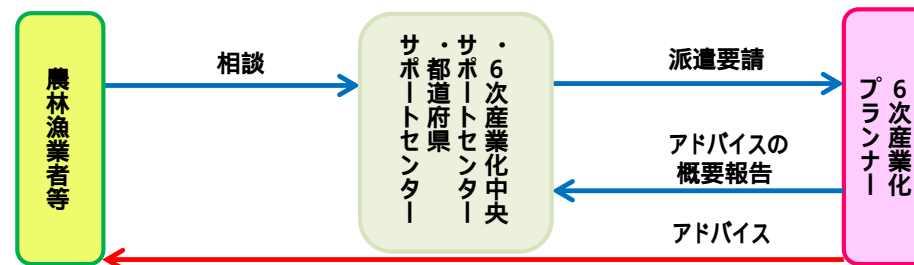 農林漁業者等
相談
・６次産業化中央
サポートセンター
・都道府県
サポートセンター
派遣要請
アドバイスの
概要報告
アドバイス
６次産業化
プランナー